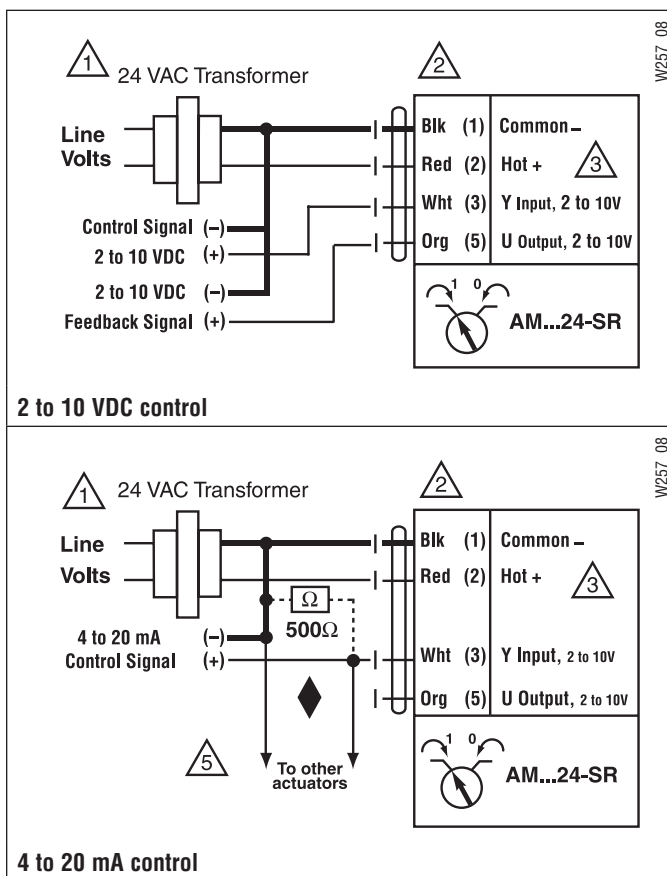 W257_08
1
24 VAC Transformer
2
Line
Volts
Blk (1) Common –
Red (2) Hot +
3
Wht (3) Y Input, 2 to 10V
Org (5) U Output, 2 to 10V
Control Signal (–)
2 to 10 VDC (+)
2 to 10 VDC (–)
Feedback Signal (+)
1 0
AM...24-SR
2 to 10 VDC control
W257_08
1
24 VAC Transformer
2
Line
Volts
Blk (1) Common –
Red (2) Hot +
3
Ω
500Ω
4 to 20 mA (–)
Control Signal (+)
Wht (3) Y Input, 2 to 10V
Org (5) U Output, 2 to 10V
5
To other
actuators
1 0
AM...24-SR
4 to 20 mA control